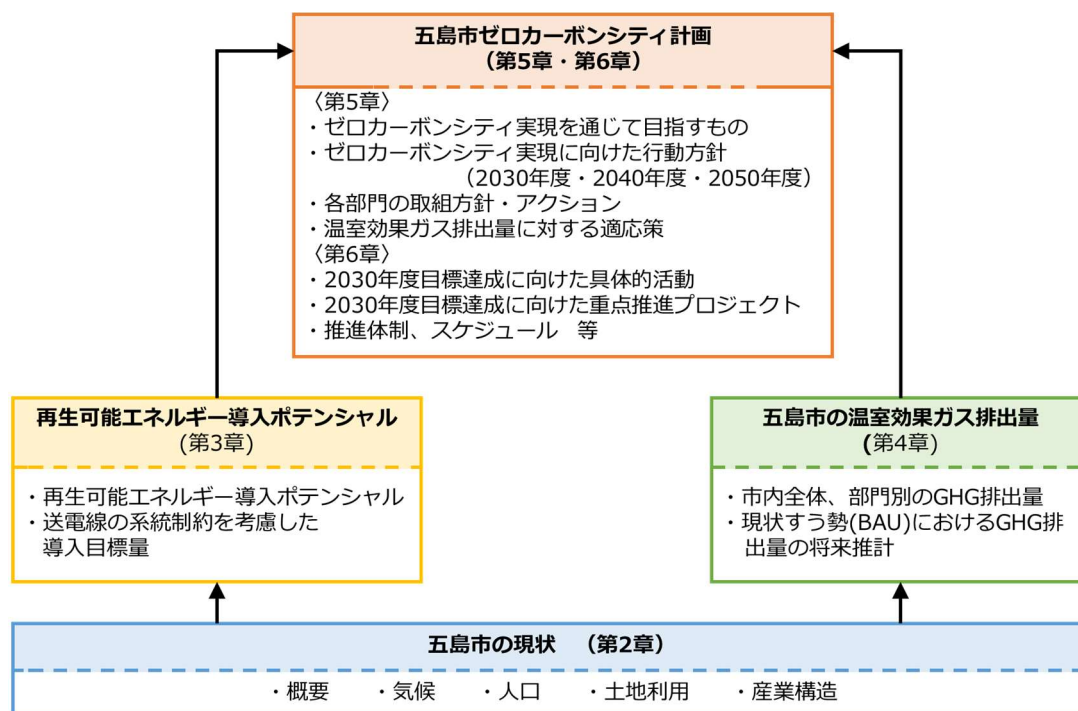 五島市ゼロカーボンシティ計画
（第5章・第6章）
〈第5章〉
・ゼロカーボンシティ実現を通じて目指すもの
・ゼロカーボンシティ実現に向けた行動方針
（2030年度・2040年度・2050年度）
・各部門の取組方針・アクション
・温室効果ガス排出量に対する適応策
〈第6章〉
・2030年度目標達成に向けた具体的活動
・2030年度目標達成に向けた重点推進プロジェクト
・推進体制、スケジュール　等
再生可能エネルギー導入ポテンシャル
(第3章)
・再生可能エネルギー導入ポテンシャル
・送電線の系統制約を考慮した
導入目標量
五島市の温室効果ガス排出量
(第4章)
・市内全体、部門別のGHG排出量
・現状すう勢(BAU)におけるGHG排
出量の将来推計
五島市の現状　（第2章）
・概要　・気候　・人口　・土地利用　・産業構造